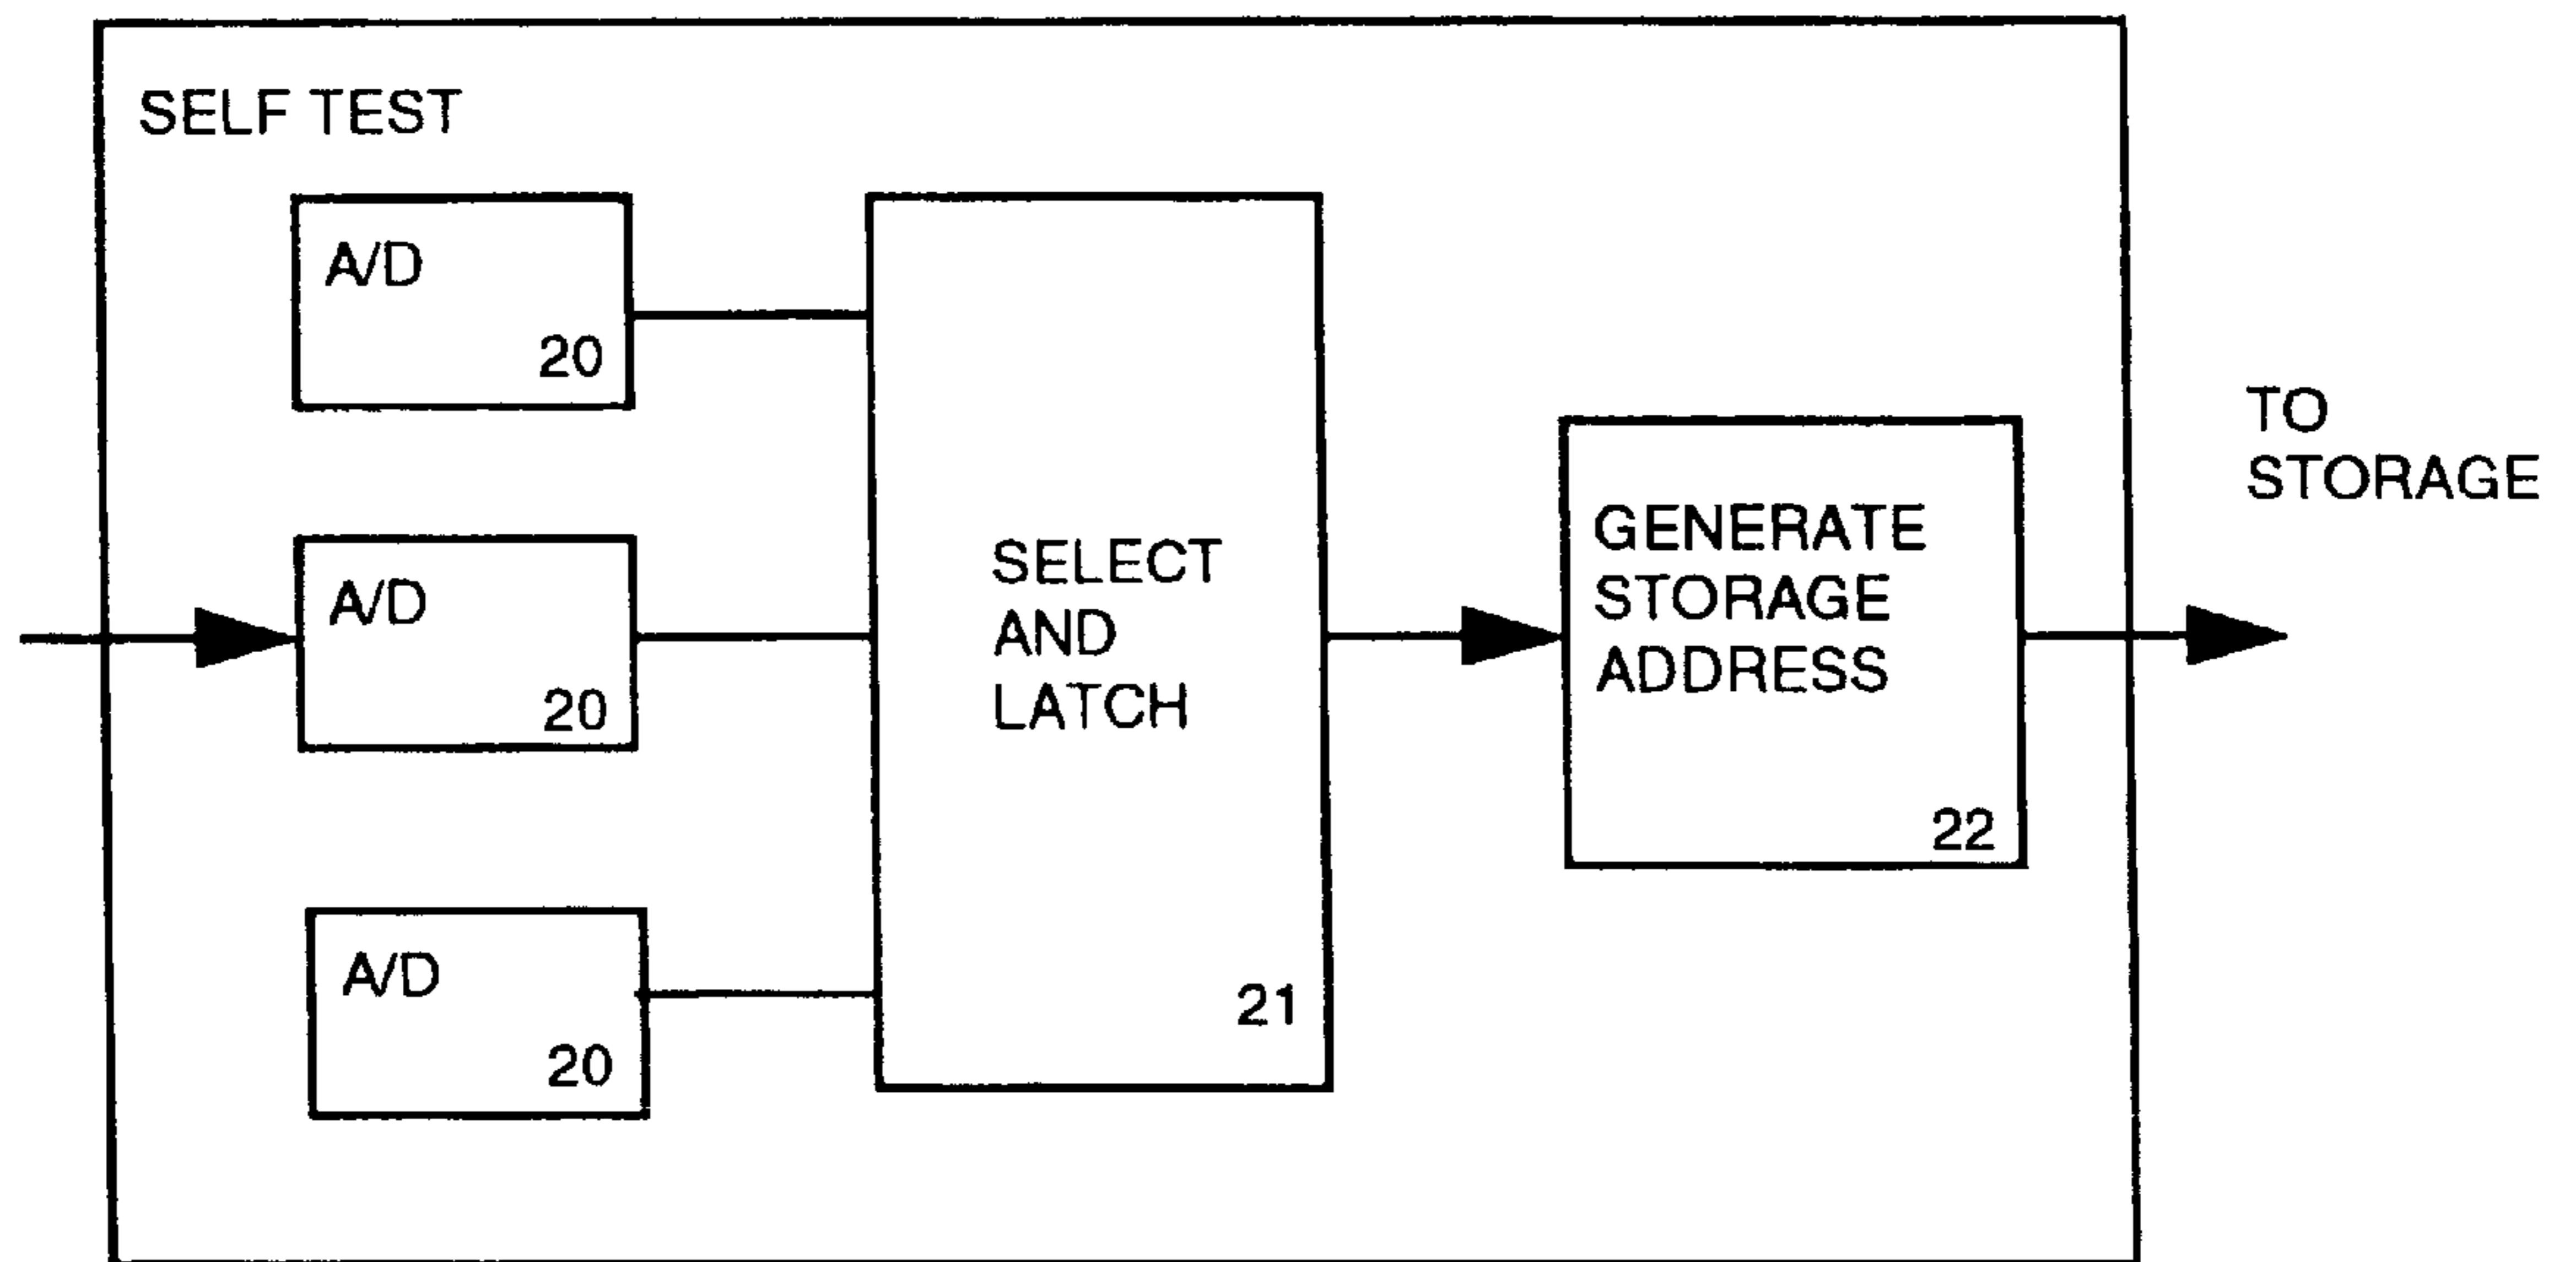 SELF TEST
A/D
20
A/D
20
A/D
20
SELECT
AND
LATCH
21
GENERATE
STORAGE
ADDRESS
22
TO
STORAGE